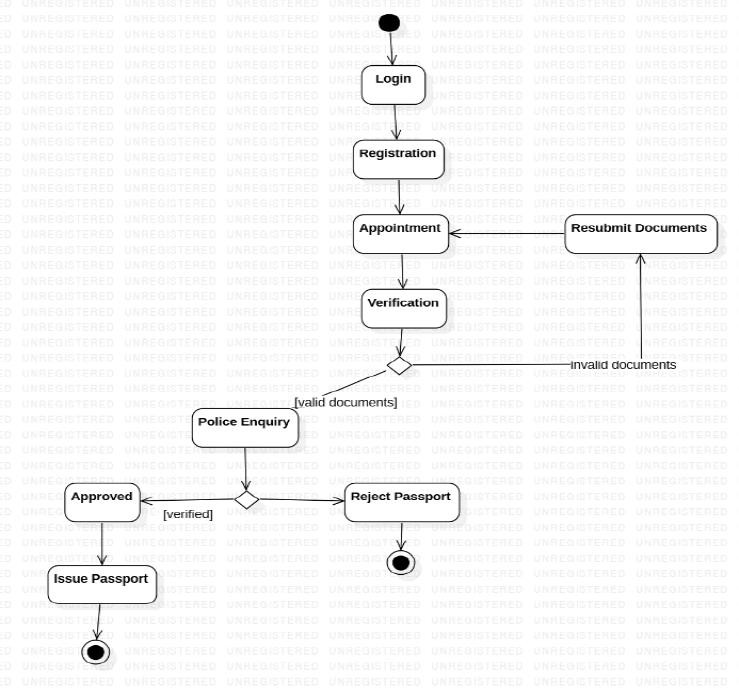 Login
Registration
Appointment
Resubmit Documents
Verification
invalid documents
[valid documents]
Police Enquiry
Approved
Reject Passport
[verified]
Issue Passport
UNREGISTERED